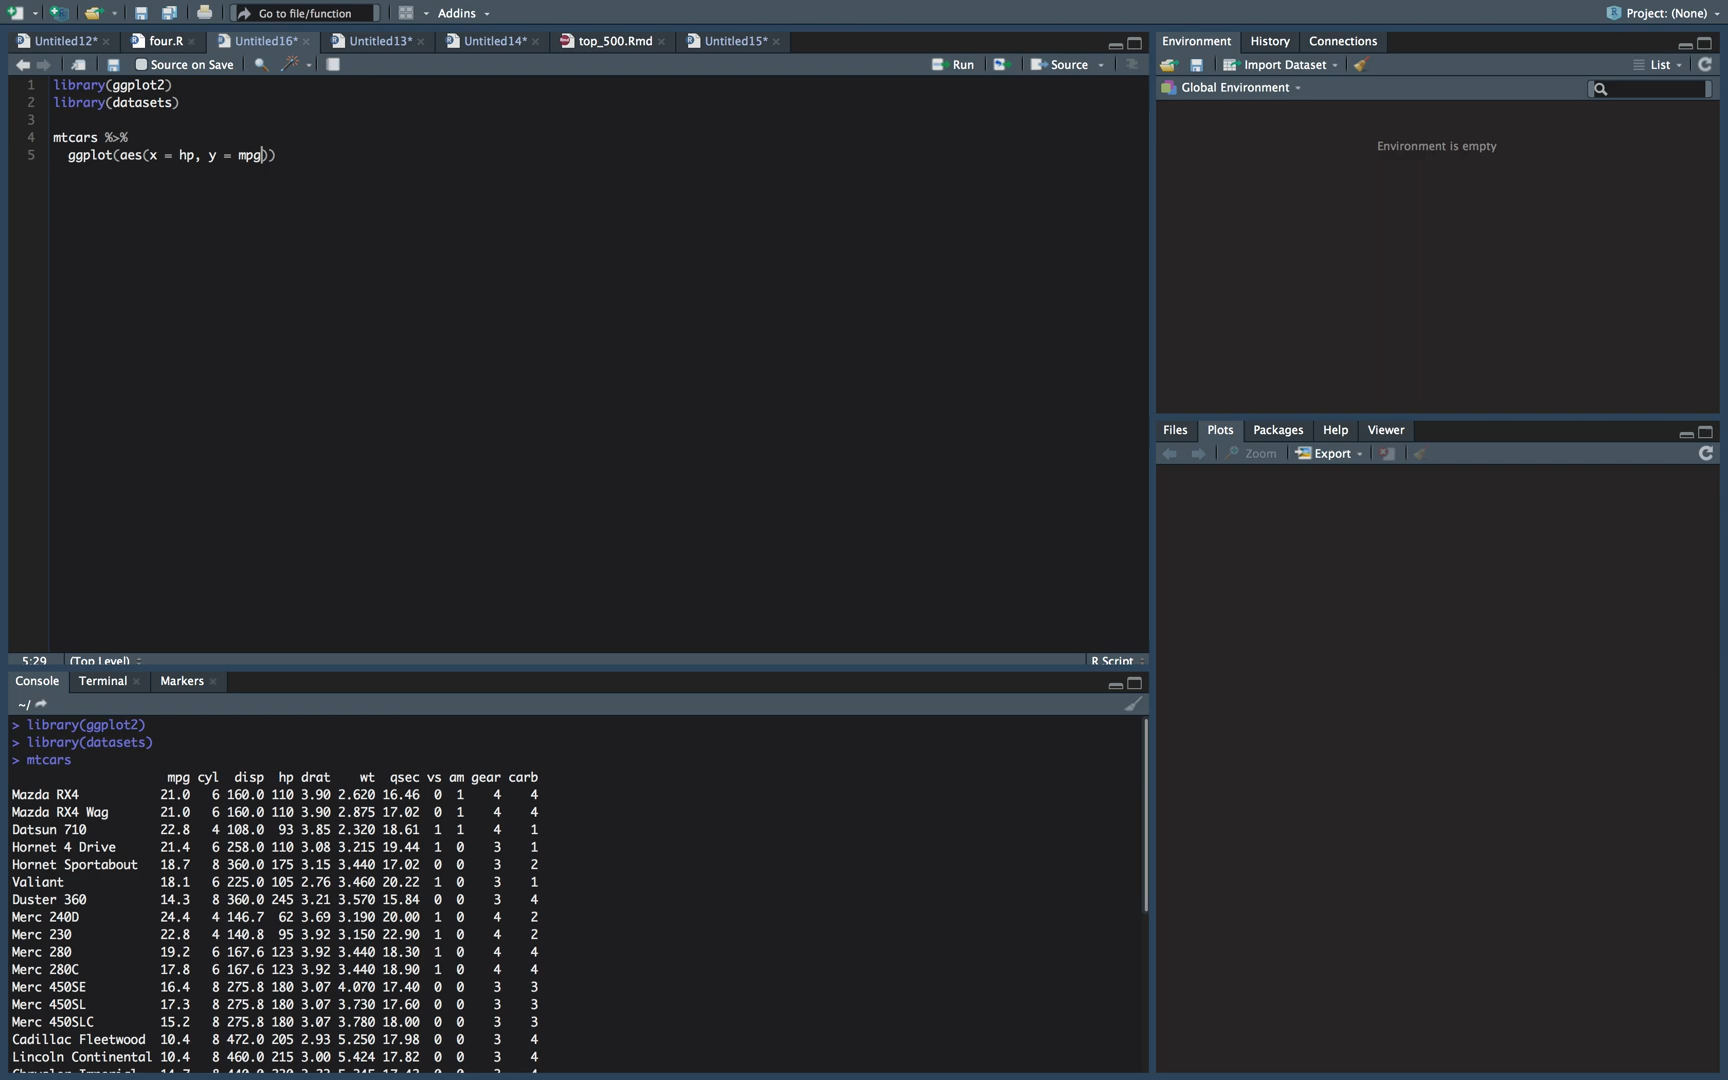 Go to file/function
Addins
Project: (None)
Untitled12*
four.R
Untitled16*
Untitled13*
Untitled14*
top_500.Rmd
Untitled15*
Source on Save
Run
Source
1 library(ggplot2)
2 library(datasets)
3
4 mtcars %>%
5 ggplot(aes(x = hp, y = mpg))
5:29
(Top Level)
R Script
Console
Terminal
Markers
~/
> library(ggplot2)
> library(datasets)
> mtcars
mpg cyl disp hp drat wt qsec vs am gear carb
Mazda RX4 21.0 6 160.0 110 3.90 2.620 16.46 0 1 4 4
Mazda RX4 Wag 21.0 6 160.0 110 3.90 2.875 17.02 0 1 4 4
Datsun 710 22.8 4 108.0 93 3.85 2.320 18.61 1 1 4 1
Hornet 4 Drive 21.4 6 258.0 110 3.08 3.215 19.44 1 0 3 1
Hornet Sportabout 18.7 8 360.0 175 3.15 3.440 17.02 0 0 3 2
Valiant 18.1 6 225.0 105 2.76 3.460 20.22 1 0 3 1
Duster 360 14.3 8 360.0 245 3.21 3.570 15.84 0 0 3 4
Merc 240D 24.4 4 146.7 62 3.69 3.190 20.00 1 0 4 2
Merc 230 22.8 4 140.8 95 3.92 3.150 22.90 1 0 4 2
Merc 280 19.2 6 167.6 123 3.92 3.440 18.30 1 0 4 4
Merc 280C 17.8 6 167.6 123 3.92 3.440 18.90 1 0 4 4
Merc 450SE 16.4 8 275.8 180 3.07 4.070 17.40 0 0 3 3
Merc 450SL 17.3 8 275.8 180 3.07 3.730 17.60 0 0 3 3
Merc 450SLC 15.2 8 275.8 180 3.07 3.780 18.00 0 0 3 3
Cadillac Fleetwood 10.4 8 472.0 205 2.93 5.250 17.98 0 0 3 4
Lincoln Continental 10.4 8 460.0 215 3.00 5.424 17.82 0 0 3 4
Environment
History
Connections
Import Dataset
List
Global Environment
Environment is empty
Files
Plots
Packages
Help
Viewer
Zoom
Export